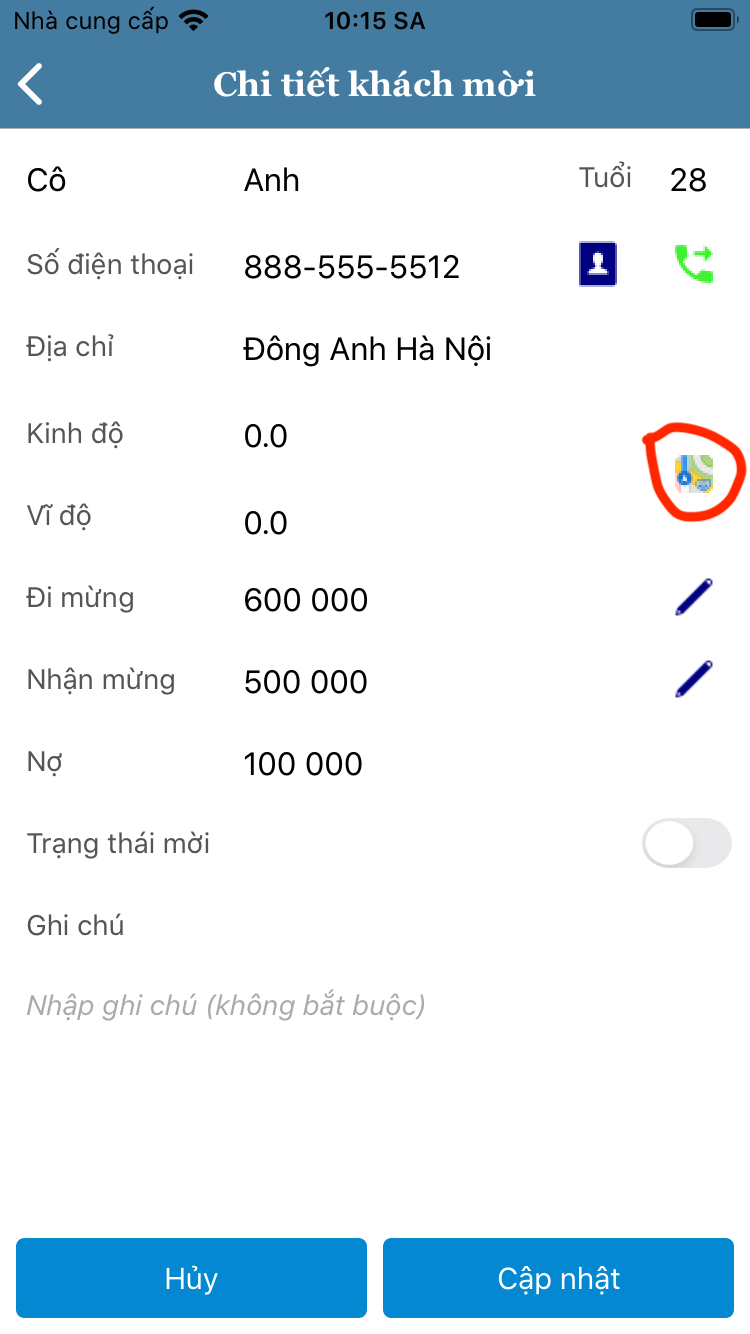 Nhà cung cấp 10:15 SA
Chi tiết khách mời
Cô Anh Tuổi 28
Số điện thoại 888-555-5512
Địa chỉ Đông Anh Hà Nội
Kinh độ 0.0
Vĩ độ 0.0
Đi mừng 600 000
Nhận mừng 500 000
Nợ 100 000
Trạng thái mời
Ghi chú
Nhập ghi chú (không bắt buộc)
Hủy Cập nhật